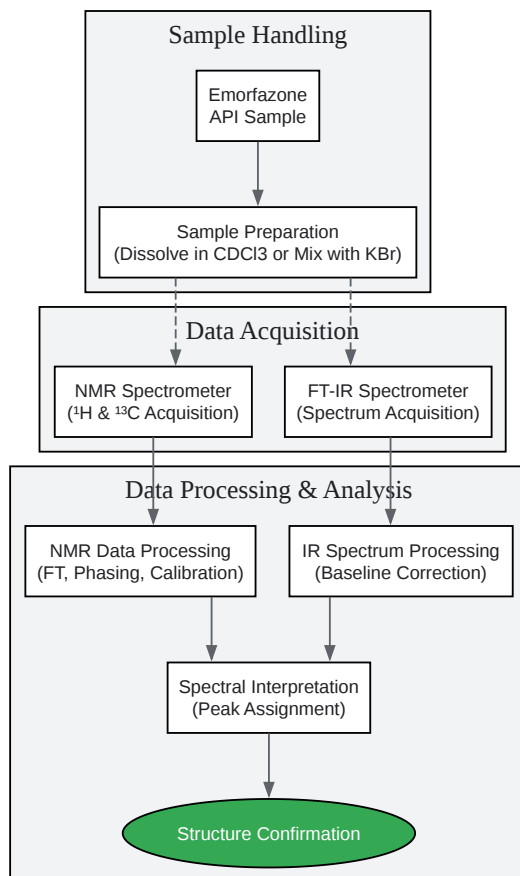 Sample Handling
Emorfazone
API Sample
Sample Preparation
(Dissolve in CDCl3 or Mix with KBr)
Data Acquisition
NMR Spectrometer
(¹H & ¹³C Acquisition)
FT-IR Spectrometer
(Spectrum Acquisition)
Data Processing & Analysis
NMR Data Processing
(FT, Phasing, Calibration)
IR Spectrum Processing
(Baseline Correction)
Spectral Interpretation
(Peak Assignment)
Structure Confirmation